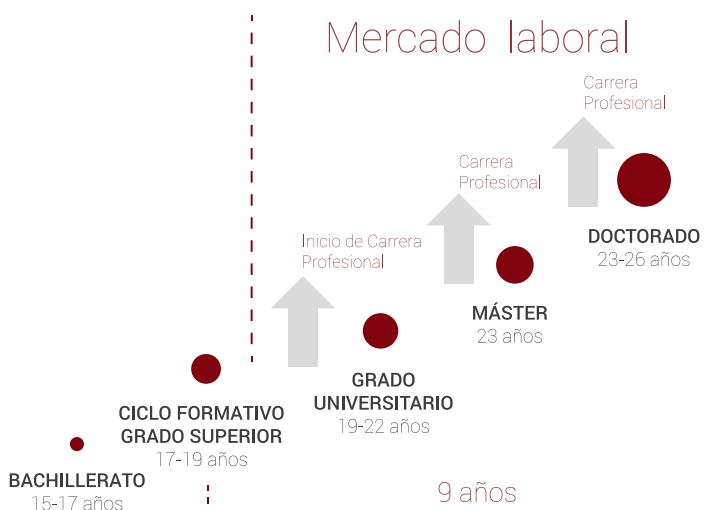 Mercado laboral
Carrera
Profesional
Carrera
Profesional
Inicio de Carrera
Profesional
DOCTORADO
23-26 años
MÁSTER
23 años
GRADO
UNIVERSITARIO
19-22 años
CICLO FORMATIVO
GRADO SUPERIOR
17-19 años
BACHILLERATO
15-17 años
9 años